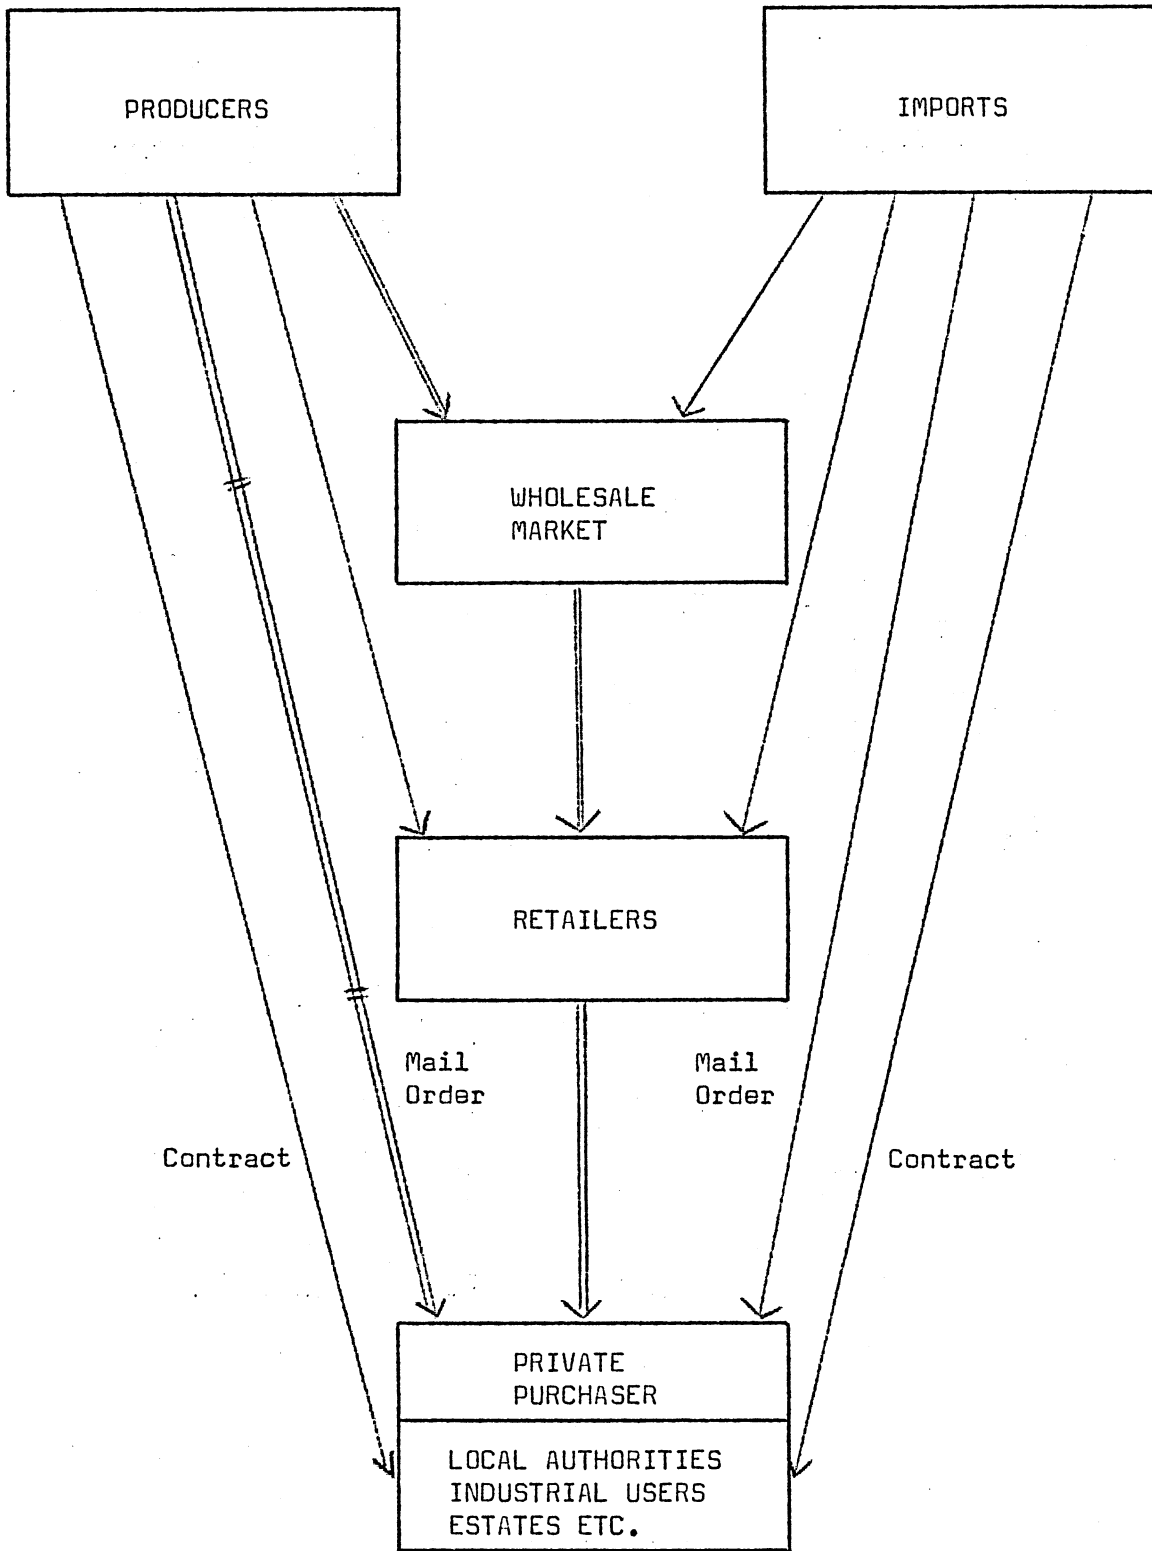 PRODUCERS
IMPORTS
WHOLESALE
MARKET
RETAILERS
Mail
Order
Mail
Order
Contract
Contract
PRIVATE
PURCHASER
LOCAL AUTHORITIES
INDUSTRIAL USERS
ESTATES ETC.